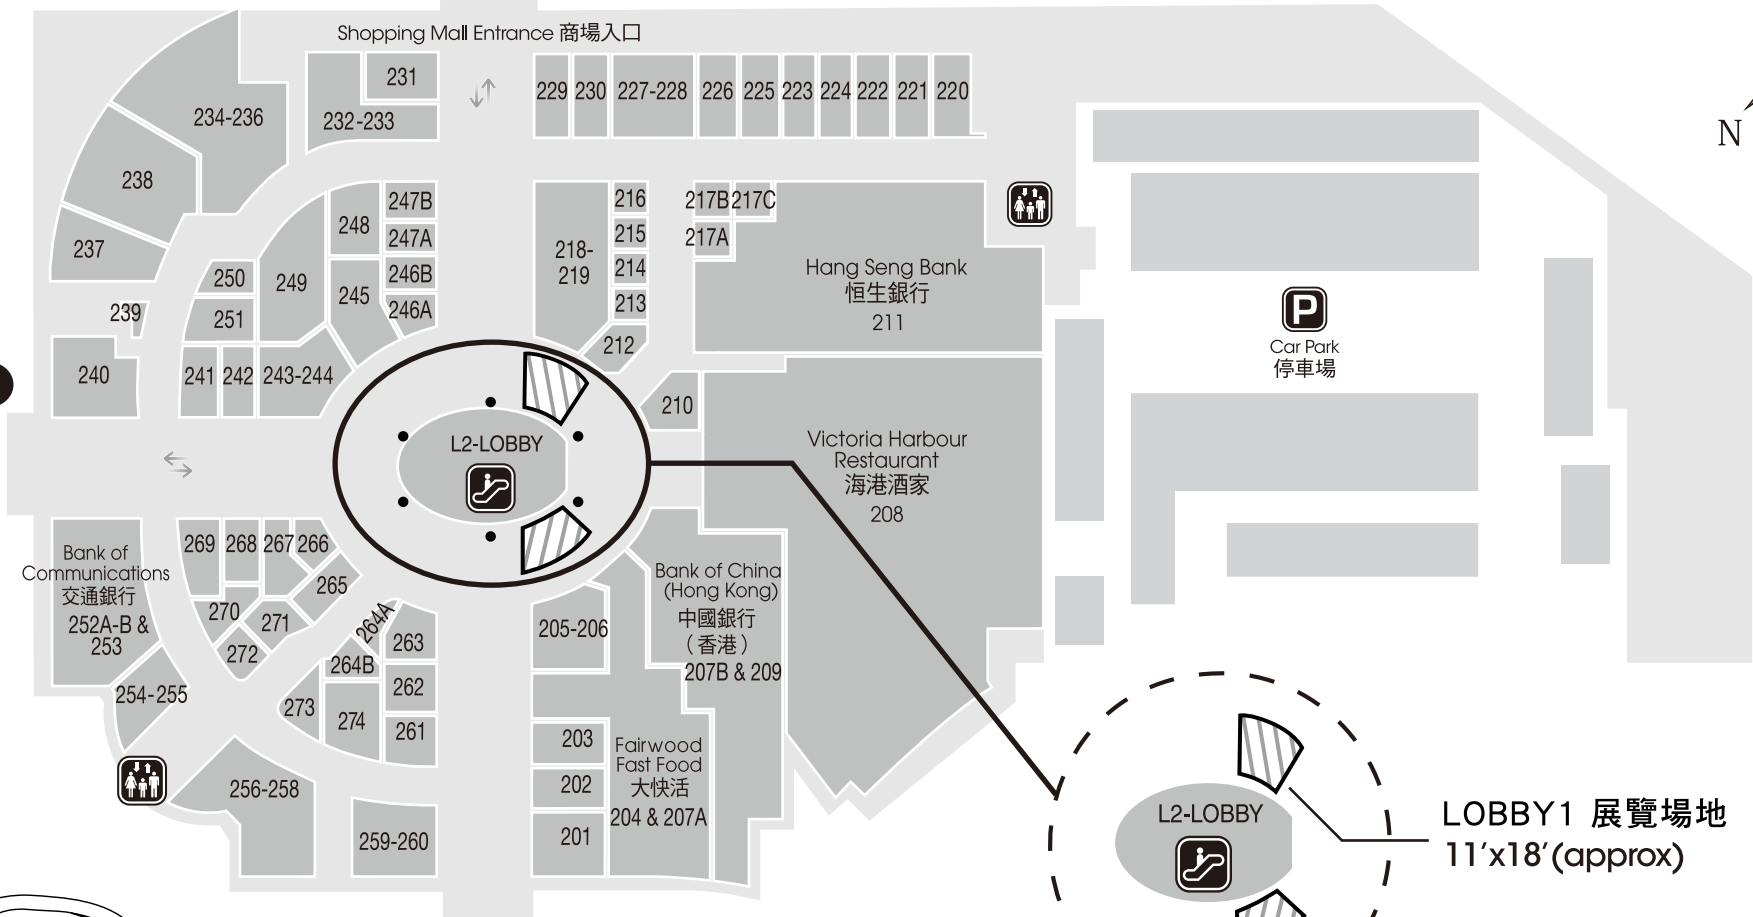 Shopping Mall Entrance 商場入口
231
229 230 227-228 226 225 223 224 222 221 220
234-236
232-233
N
238
247B
216
217B 217C
248
247A
215
217A
237
218-
219
250
249
246B
214
Hang Seng Bank
恒生銀行
211
245
239
251
246A
213
P
Car Park
停車場
212
240
241 242 243-244
210
L2-LOBBY
Victoria Harbour
Restaurant
海港酒家
208
Bank of
Communications
交通銀行
252A-B &
253
269 268 267 266
265
270
271
272
264A
263
264B
205-206
Bank of China
(Hong Kong)
中國銀行
（香港）
207B & 209
254-255
273
274
262
261
203
Fairwood
Fast Food
大快活
204 & 207A
202
256-258
259-260
201
L2-LOBBY
LOBBY1 展覽場地
11′x18′(approx)